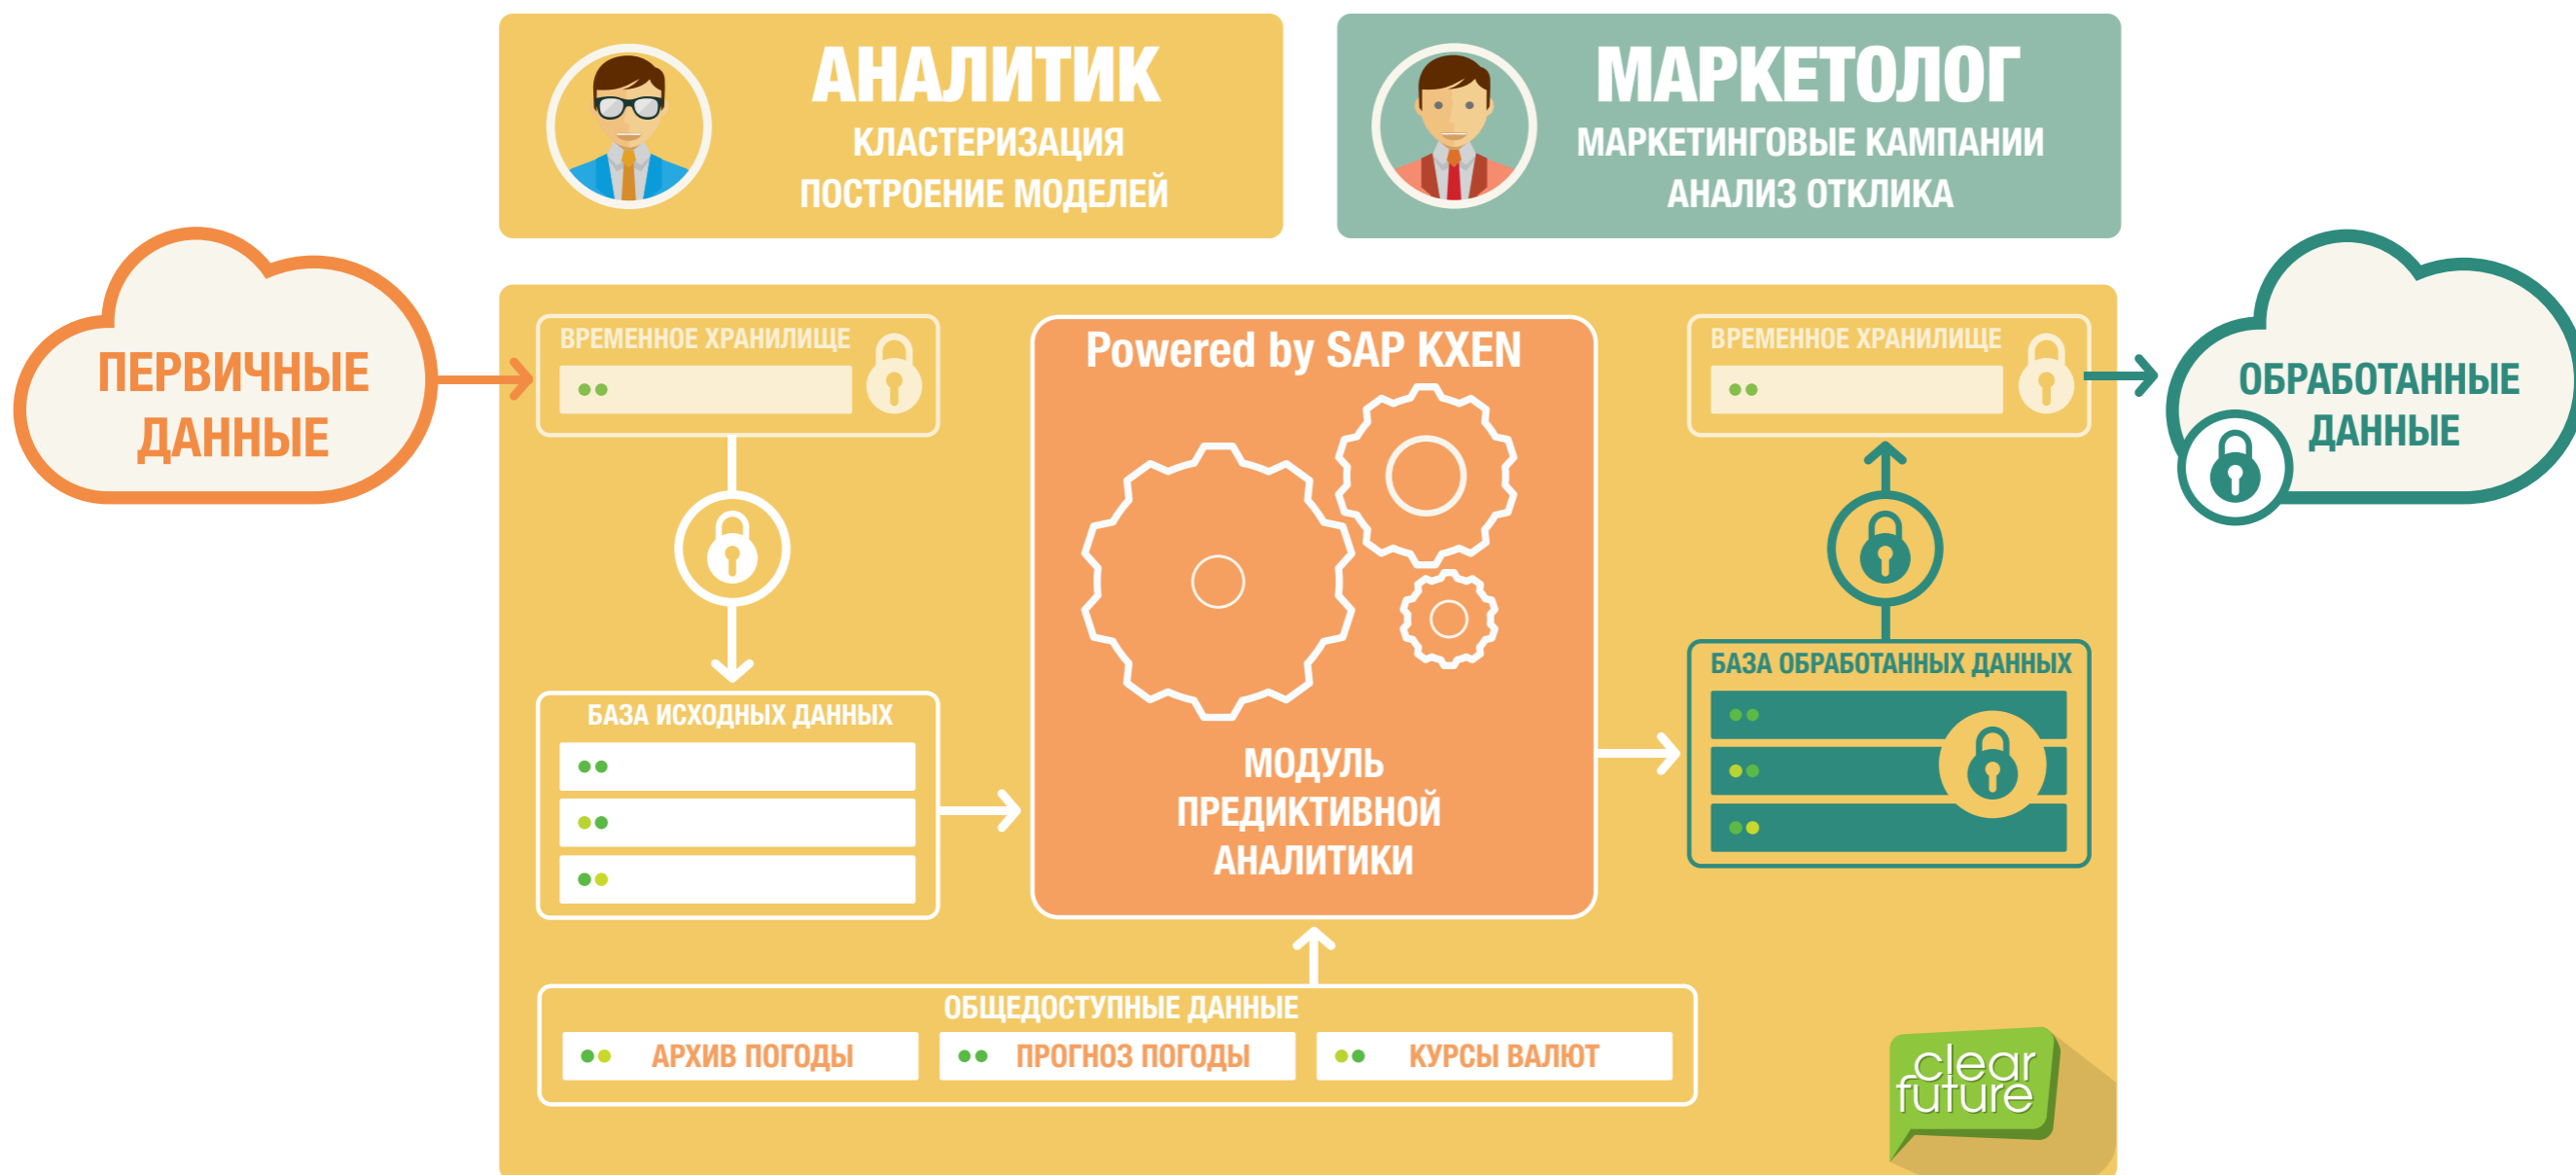 АНАЛИТИК
КЛАСТЕРИЗАЦИЯ
ПОСТРОЕНИЕ МОДЕЛЕЙ
МАРКЕТОЛОГ
МАРКЕТИНГОВЫЕ КАМПАНИИ
АНАЛИЗ ОТКЛИКА
ПЕРВИЧНЫЕ
ДАННЫЕ
ВРЕМЕННОЕ ХРАНИЛИЩЕ
БАЗА ИСХОДНЫХ ДАННЫХ
Powered by SAP KXEN
МОДУЛЬ
ПРЕДИКТИВНОЙ
АНАЛИТИКИ
ВРЕМЕННОЕ ХРАНИЛИЩЕ
БАЗА ОБРАБОТАННЫХ ДАННЫХ
ОБРАБОТАННЫЕ
ДАННЫЕ
ОБЩЕДОСТУПНЫЕ ДАННЫЕ
АРХИВ ПОГОДЫ
ПРОГНОЗ ПОГОДЫ
КУРСЫ ВАЛЮТ
clear
future